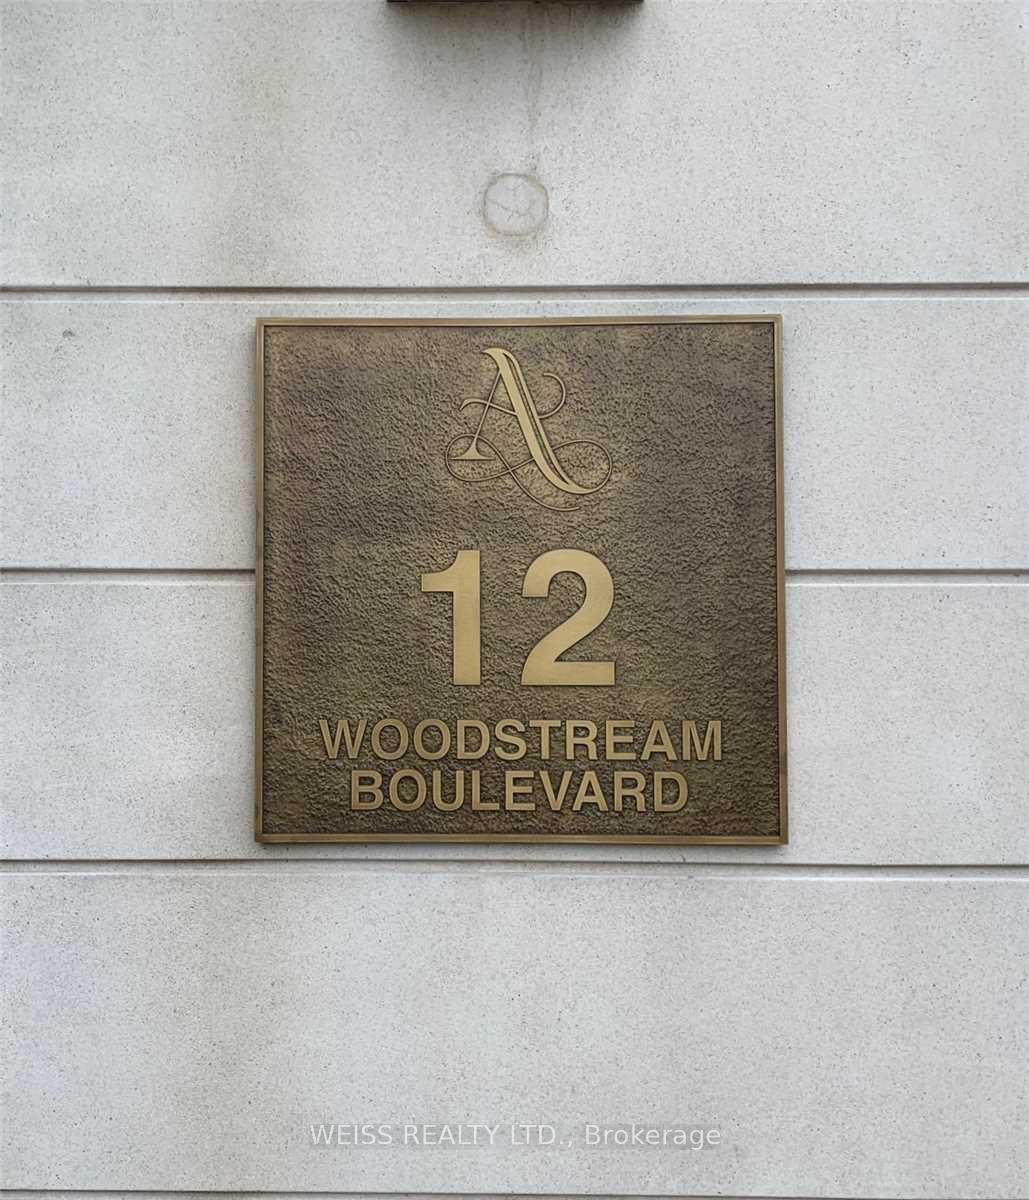 A
12
WOODSTREAM
BOULEVARD
WEISS REALTY LTD., Brokerage